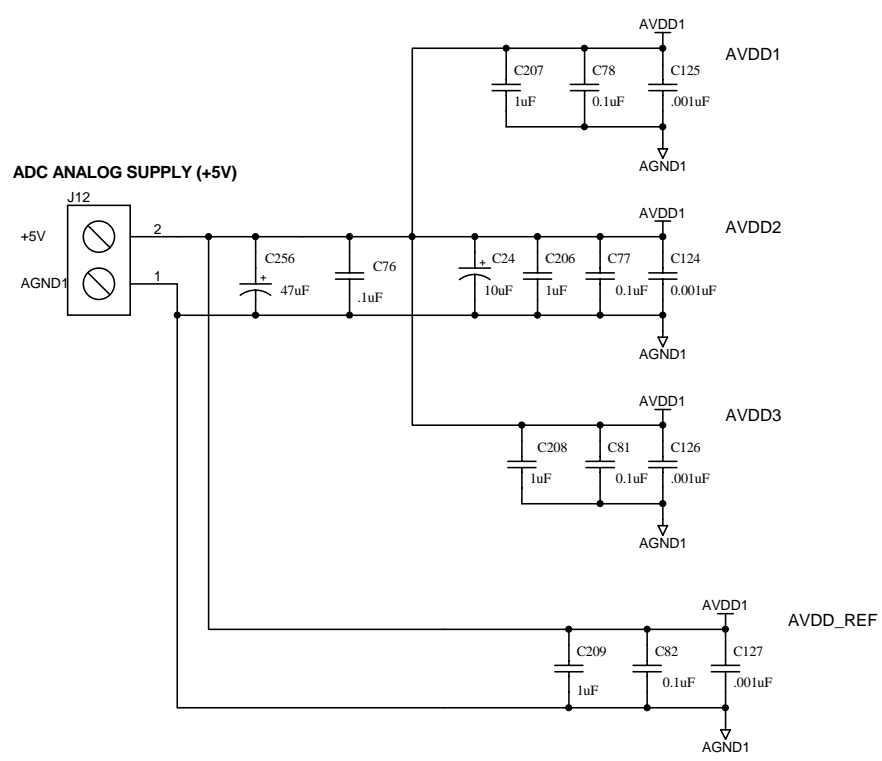 AVDD1
AVDD1
C207
C78
C125
1uF
0.1uF
.001uF
AGND1
ADC ANALOG SUPPLY (+5V)
J12
+5V
2
AGND1
1
AVDD1
AVDD2
C256
+
47uF
C76
.1uF
C24
+
10uF
C206
1uF
C77
0.1uF
C124
0.001uF
AGND1
AVDD1
AVDD3
C208
C81
C126
1uF
0.1uF
.001uF
AGND1
AVDD1
AVDD_REF
C209
C82
C127
1uF
0.1uF
.001uF
AGND1